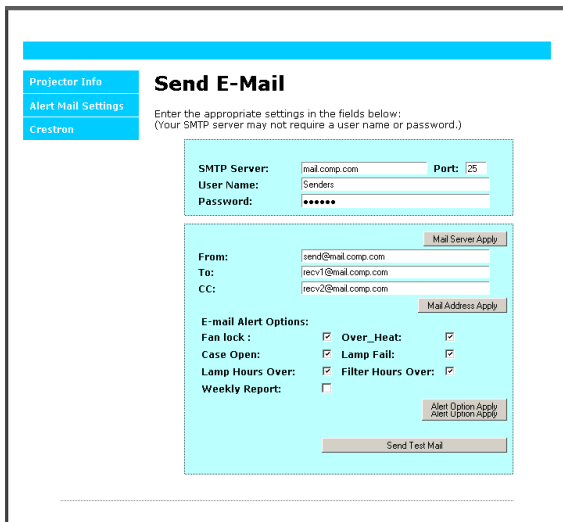 Projector Info
Alert Mail Settings
Crestron
Send E-Mail
Enter the appropriate settings in the fields below:
(Your SMTP server may not require a user name or password.)
SMTP Server: mail.comp.com Port: 25
User Name: Senders
Password: ••••••
Mail Server Apply
From: send@mail.comp.com
To: recv1@mail.comp.com
CC: recv2@mail.comp.com
Mail Address Apply
E-mail Alert Options:
Fan lock : Over_Heat:
Case Open: Lamp Fail:
Lamp Hours Over: Filter Hours Over:
Weekly Report:
Alert Option Apply
Alert Option Apply
Send Test Mail